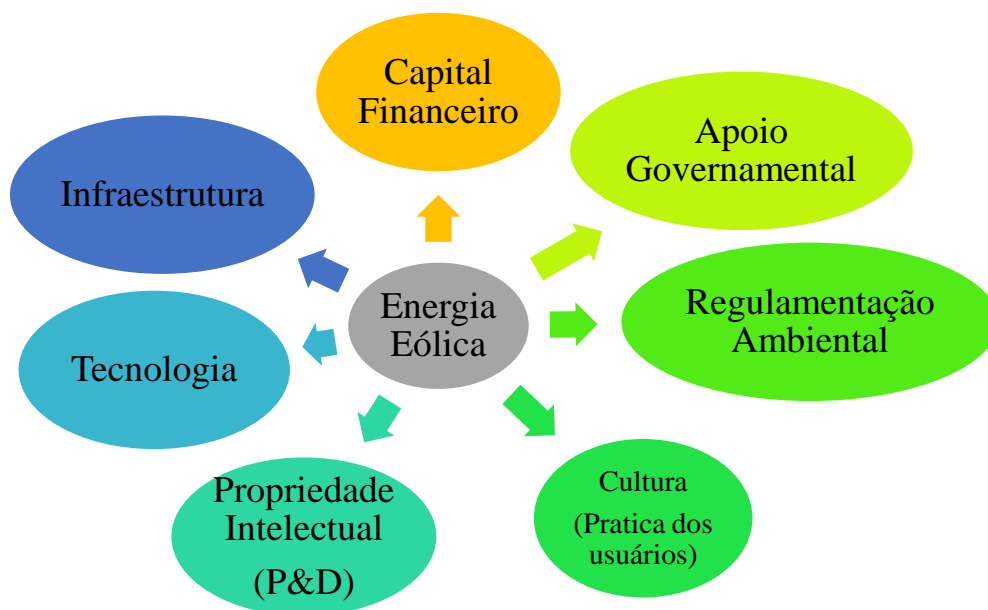 Capital
Financeiro
Apoio
Governamental
Infraestrutura
Energia
Eólica
Regulamentação
Ambiental
Tecnologia
Propriedade
Intelectual
(P&D)
Cultura
(Pratica dos
usuários)